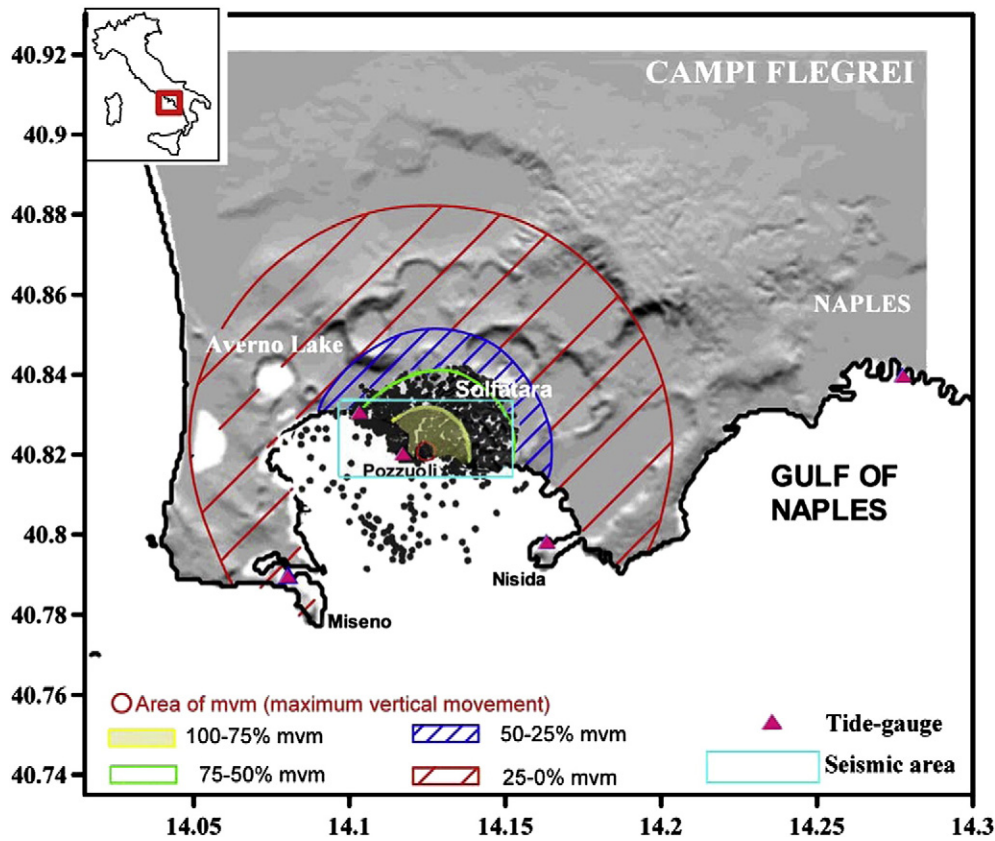 40.92
40.9
40.88
40.86
40.84
40.82
40.8
40.78
40.76
40.74
CAMPI FLEGREI
NAPLES
Averno Lake
Solfatara
Pozzuoli
GULF OF
NAPLES
Nisida
Miseno
Area of mvm (maximum vertical movement)
100-75% mvm
50-25% mvm
75-50% mvm
25-0% mvm
Tide-gauge
Seismic area
14.05
14.1
14.15
14.2
14.25
14.3